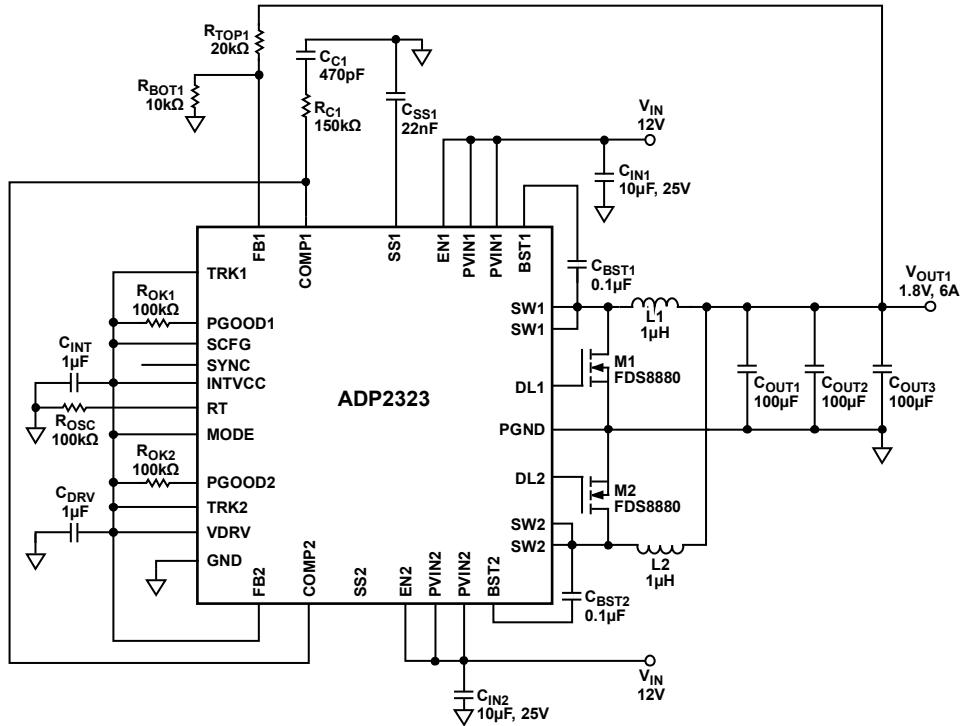 RTOP1
20kΩ
CC1
470pF
RBOT1
10kΩ
RC1
150kΩ
CSS1
22nF
VIN
12V
CIN1
10µF, 25V
FB1
COMP1
SS1
EN1
PVIN1
PVIN1
BST1
CBST1
0.1µF
TRK1
ROK1
100kΩ
PGOOD1
SCFG
SYNC
CINT
1µF
INTVCC
RT
ROSC
100kΩ
MODE
ROK2
100kΩ
PGOOD2
TRK2
CDRV
1µF
VDRV
GND
ADP2323
SW1
SW1
L1
1µH
VOUT1
1.8V, 6A
M1
FDS8880
DL1
COUT1
100µF
COUT2
100µF
COUT3
100µF
PGND
DL2
M2
FDS8880
SW2
SW2
L2
1µH
FB2
COMP2
SS2
EN2
PVIN2
PVIN2
BST2
CBST2
0.1µF
VIN
12V
CIN2
10µF, 25V